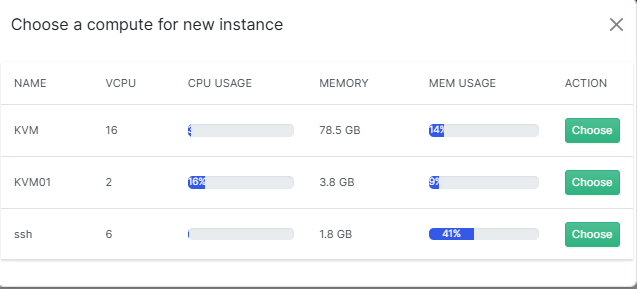 Choose a compute for new instance
NAME VCPU CPU USAGE MEMORY MEM USAGE ACTION
KVM 16 78.5 GB 14% Choose
KVM01 2 16% 3.8 GB 9% Choose
ssh 6 1.8 GB 41% Choose